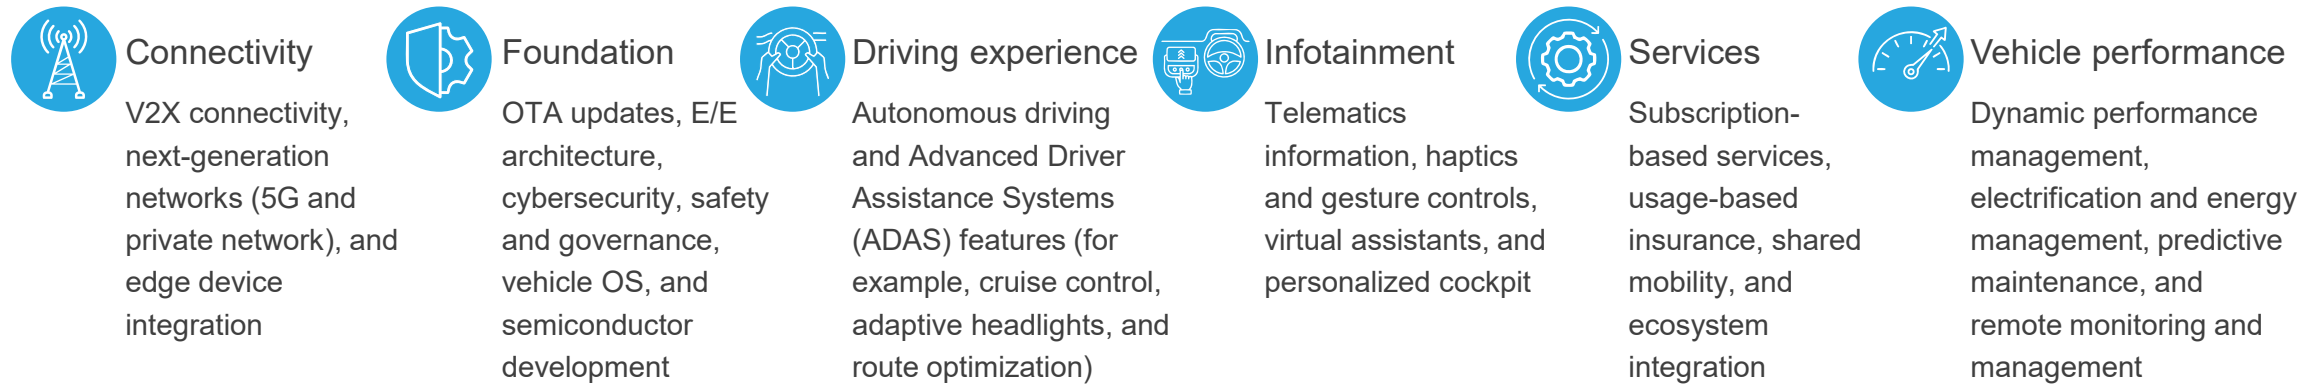 Connectivity
V2X connectivity,
next-generation
networks (5G and
private network), and
edge device
integration
Foundation
OTA updates, E/E
architecture,
cybersecurity, safety
and governance,
vehicle OS, and
semiconductor
development
Driving experience
Autonomous driving
and Advanced Driver
Assistance Systems
(ADAS) features (for
example, cruise control,
adaptive headlights, and
route optimization)
Infotainment
Telematics
information, haptics
and gesture controls,
virtual assistants, and
personalized cockpit
Services
Subscription-
based services,
usage-based
insurance, shared
mobility, and
ecosystem
integration
Vehicle performance
Dynamic performance
management,
electrification and energy
management, predictive
maintenance, and
remote monitoring and
management